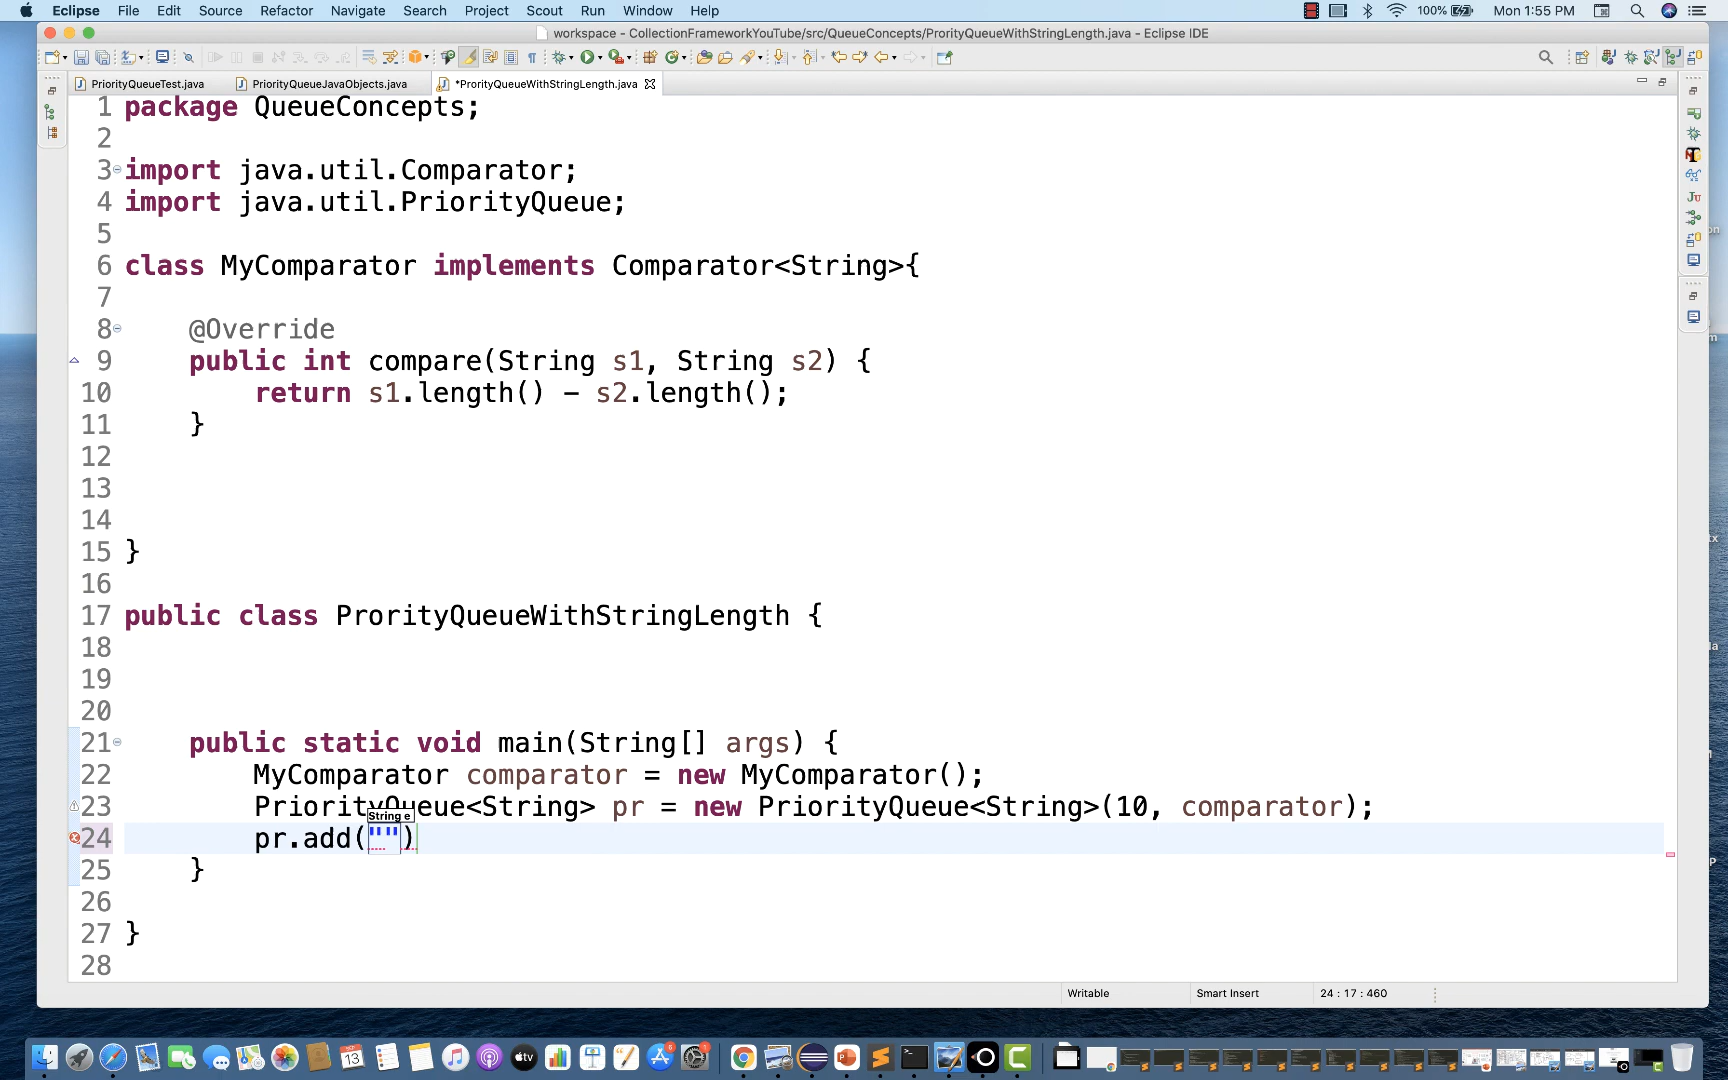 Eclipse File Edit Source Refactor Navigate Search Project Scout Run Window Help 100% Mon 1:55 PM
workspace - CollectionFrameworkYouTube/src/QueueConcepts/ProrityQueueWithStringLength.java - Eclipse IDE
PriorityQueueTest.java PriorityQueueJavaObjects.java *ProrityQueueWithStringLength.java
1 package QueueConcepts;
2
3 import java.util.Comparator;
4 import java.util.PriorityQueue;
5
6 class MyComparator implements Comparator<String>{
7
8 @Override
9 public int compare(String s1, String s2) {
10 return s1.length() - s2.length();
11 }
12
13
14
15 }
16
17 public class ProrityQueueWithStringLength {
18
19
20
21 public static void main(String[] args) {
22 MyComparator comparator = new MyComparator();
23 PriorityQueue<String> pr = new PriorityQueue<String>(10, comparator);
String e
24 pr.add("")
25 }
26
27 }
28
Writable Smart Insert 24 : 17 : 460